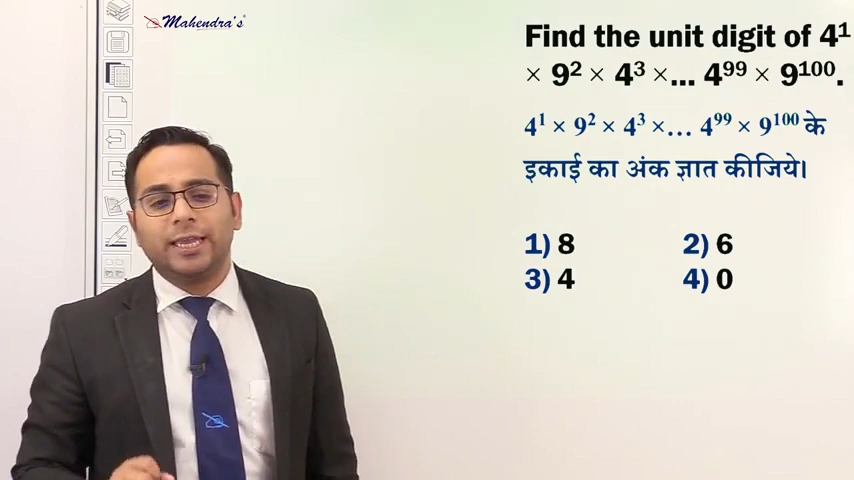 Mahendra's
Find the unit digit of 4¹
× 9² × 4³ ×... 4⁹⁹ × 9¹⁰⁰.
4¹ × 9² × 4³ ×... 4⁹⁹ × 9¹⁰⁰ के
इकाई का अंक ज्ञात कीजिये।
1) 8 2) 6
3) 4 4) 0